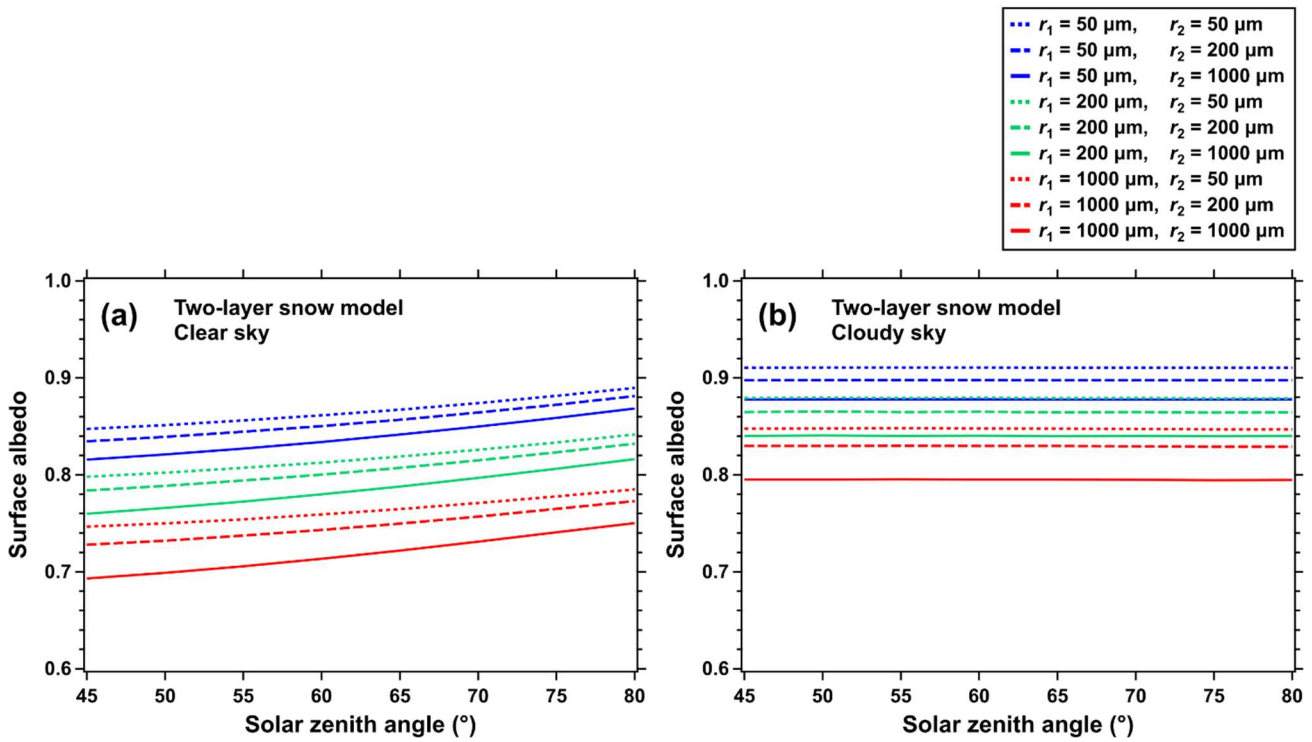 r1 = 50 µm, r2 = 50 µm
r1 = 50 µm, r2 = 200 µm
r1 = 50 µm, r2 = 1000 µm
r1 = 200 µm, r2 = 50 µm
r1 = 200 µm, r2 = 200 µm
r1 = 200 µm, r2 = 1000 µm
r1 = 1000 µm, r2 = 50 µm
r1 = 1000 µm, r2 = 200 µm
r1 = 1000 µm, r2 = 1000 µm
(a)
Two-layer snow model
Clear sky
Surface albedo
1.0
0.9
0.8
0.7
0.6
45 50 55 60 65 70 75 80
Solar zenith angle (°)
(b)
Two-layer snow model
Cloudy sky
Surface albedo
1.0
0.9
0.8
0.7
0.6
45 50 55 60 65 70 75 80
Solar zenith angle (°)